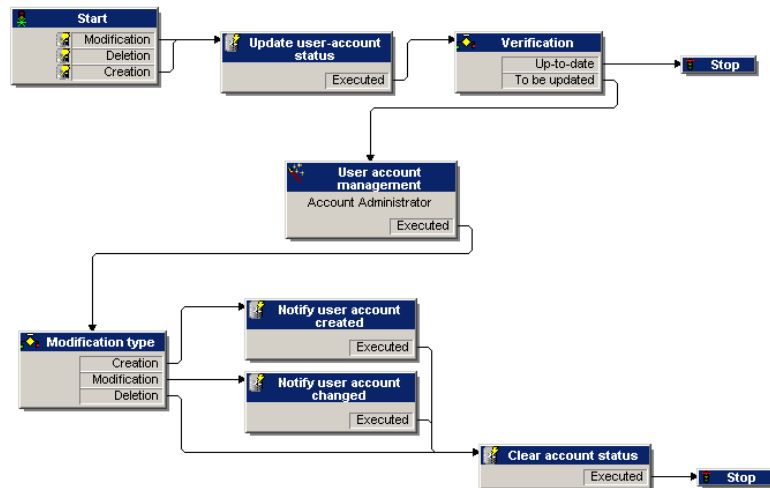 Start
Modification
Deletion
Creation
Update user-account
status
Executed
Verification
Up-to-date
To be updated
Stop
User account
management
Account Administrator
Executed
Modification type
Creation
Modification
Deletion
Notify user account
created
Executed
Notify user account
changed
Executed
Clear account status
Executed
Stop